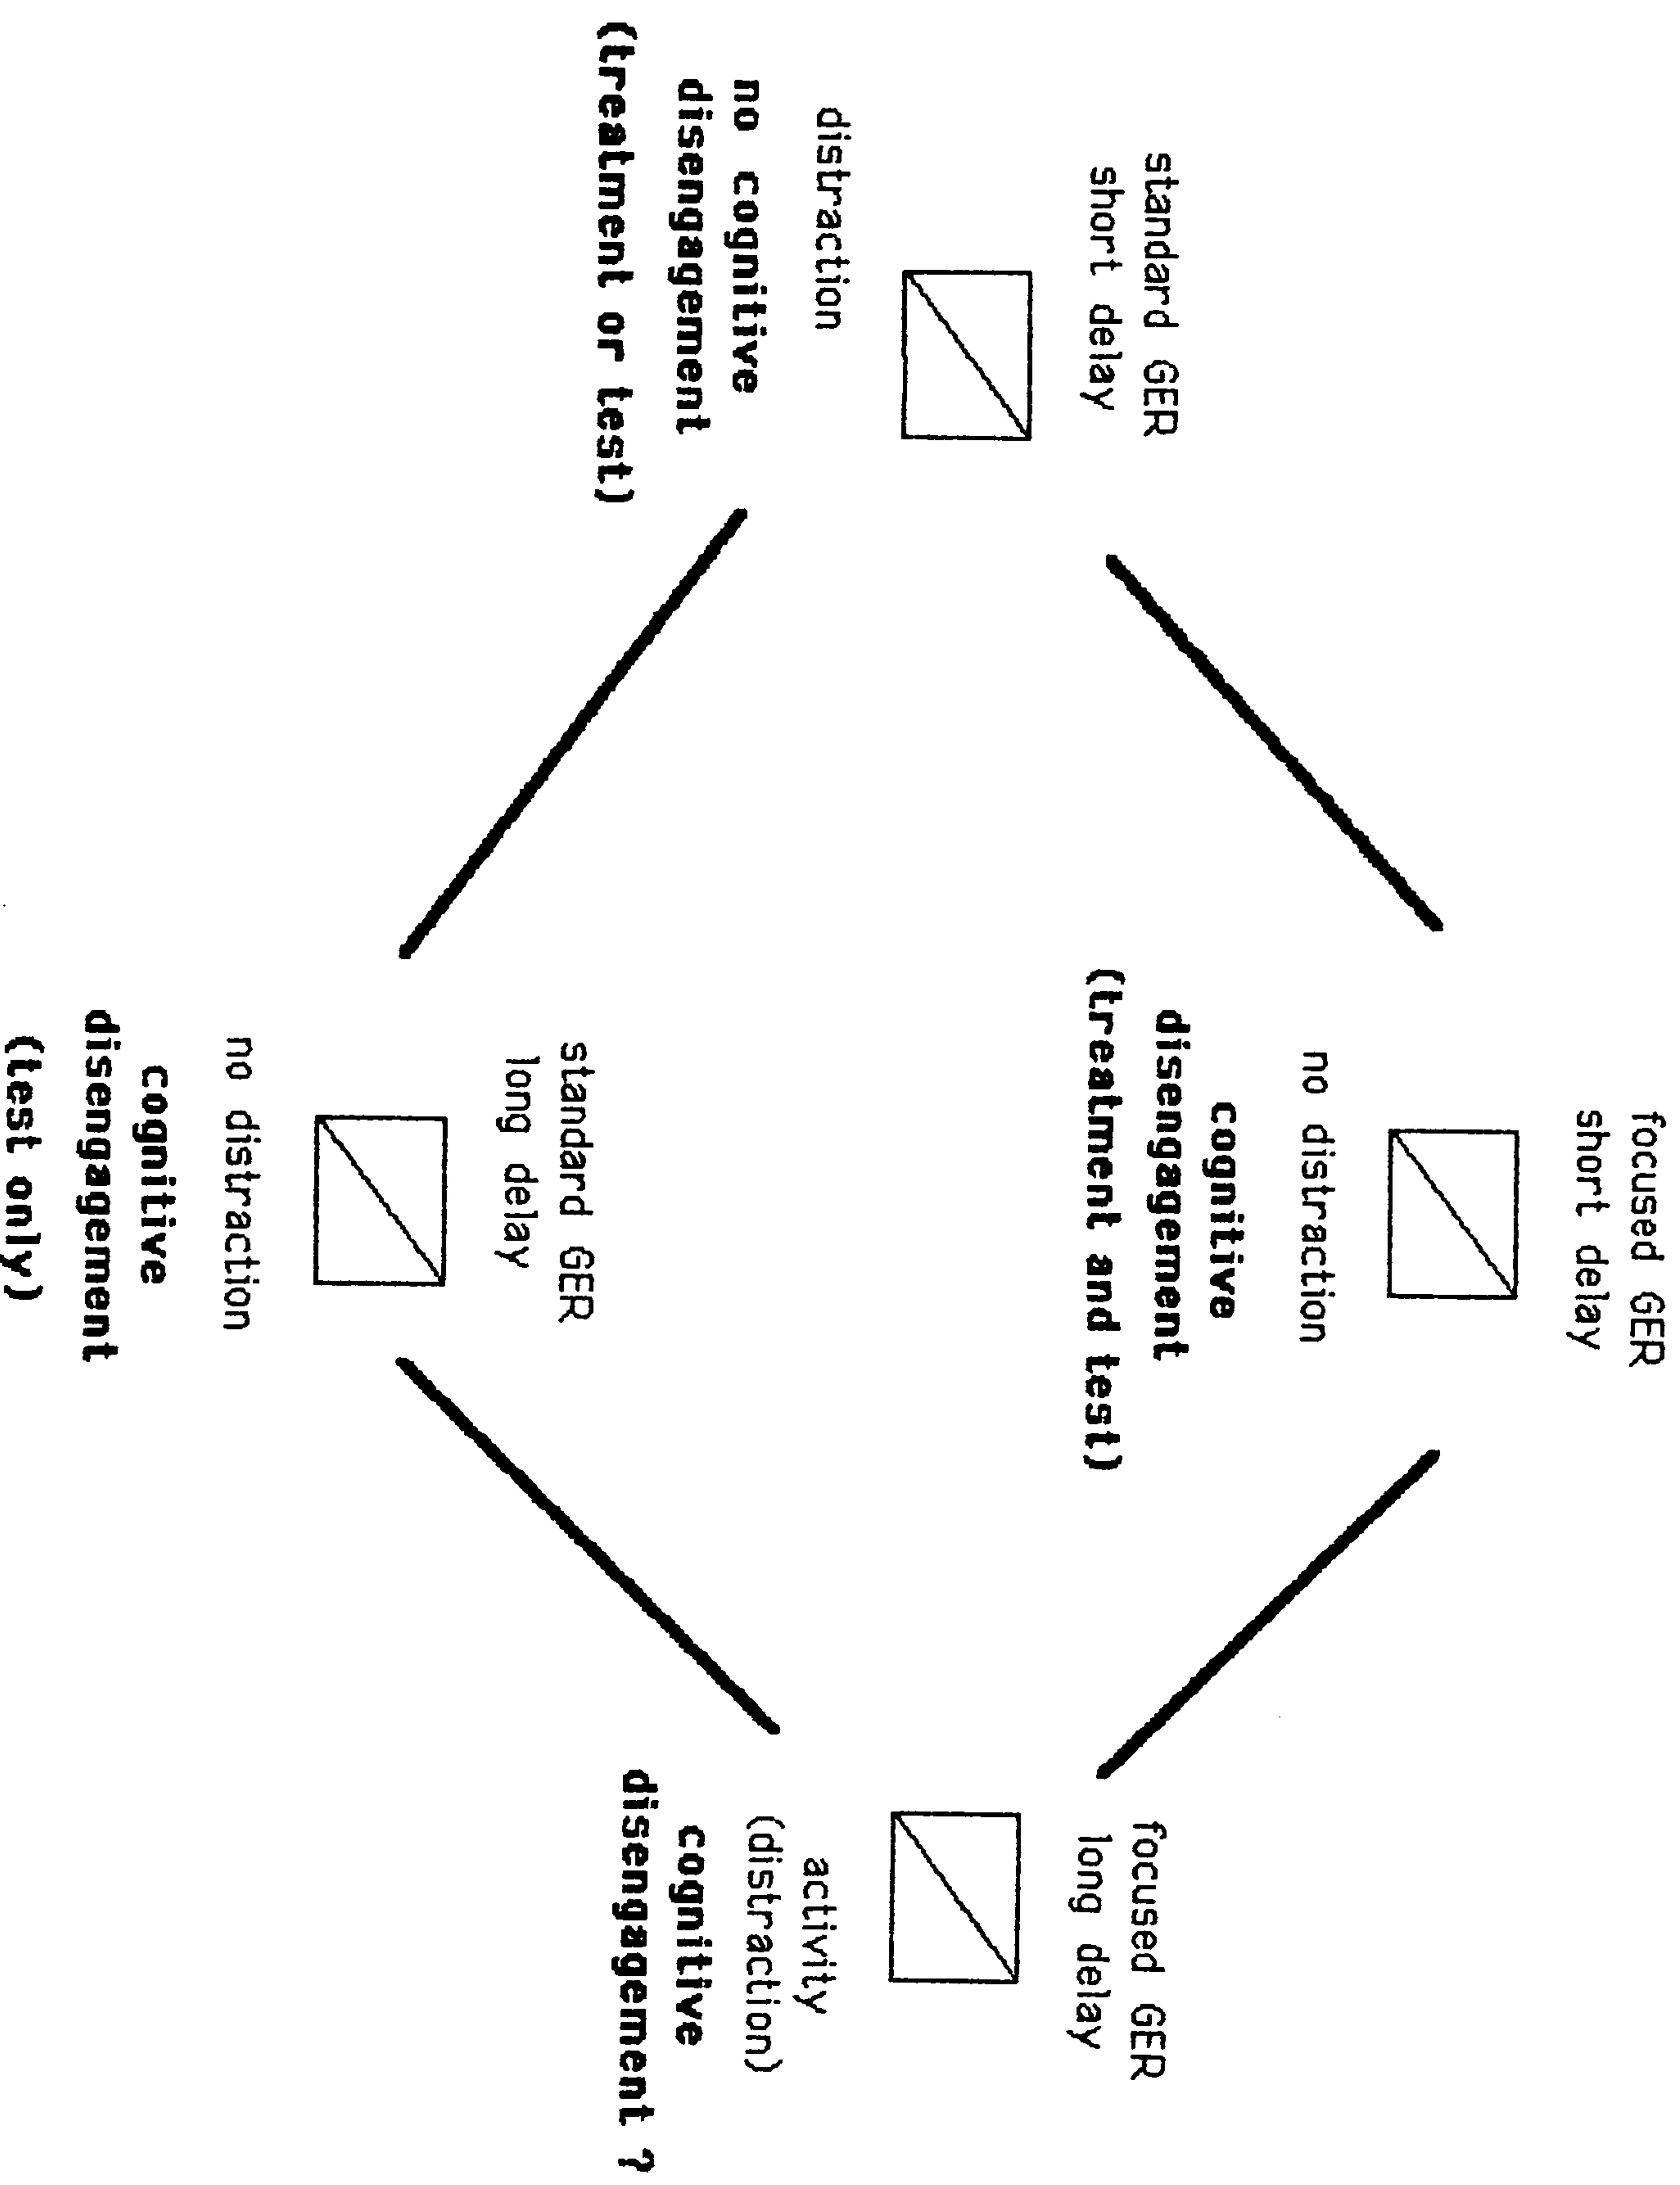 focused GER
short delay
no distraction
cognitive
disengagement
(treatment and test)
standard GER
short delay
distraction
no cognitive
disengagement
(treatment or test)
focused GER
long delay
activity
(distraction)
cognitive
disengagement ?
standard GER
long delay
no distraction
cognitive
disengagement
(test only)